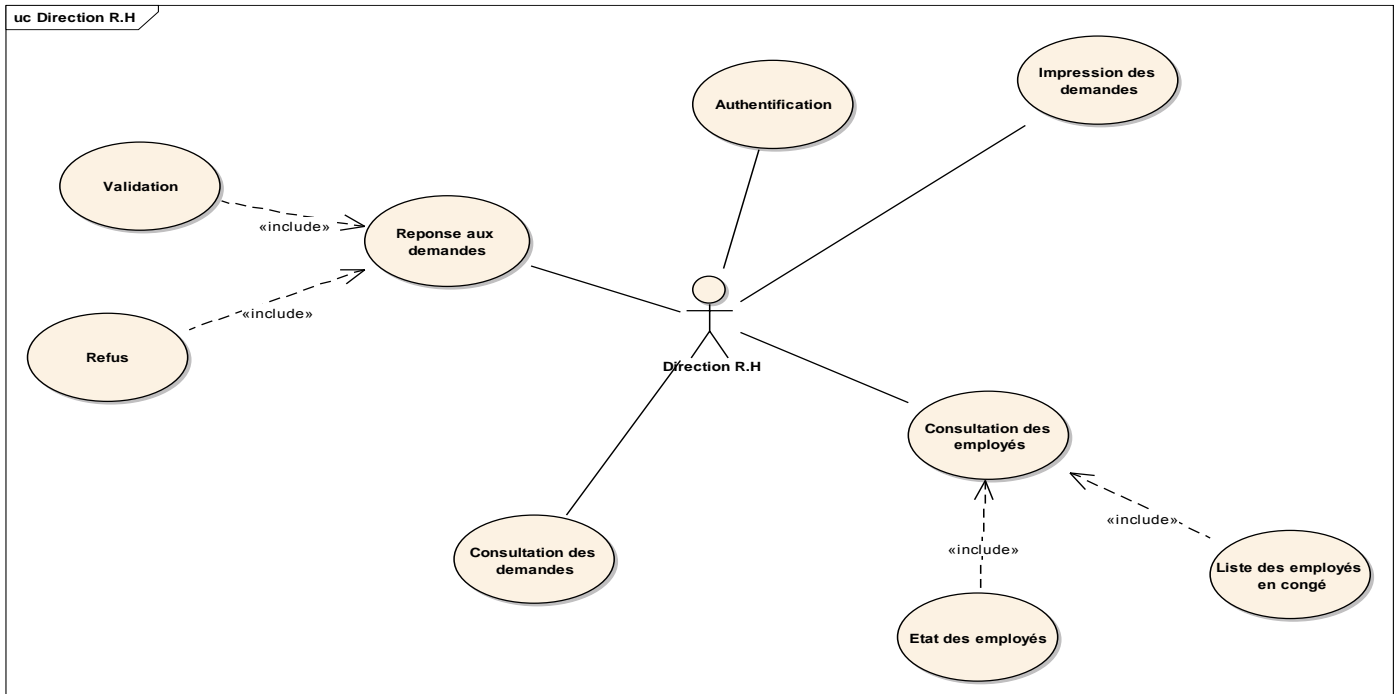 uc Direction R.H
Impression des
demandes
Authentification
Validation
«include»
Reponse aux
demandes
«include»
Refus
Direction R.H
Consultation des
employés
«include»
«include»
Consultation des
demandes
Liste des employés
en congé
Etat des employés